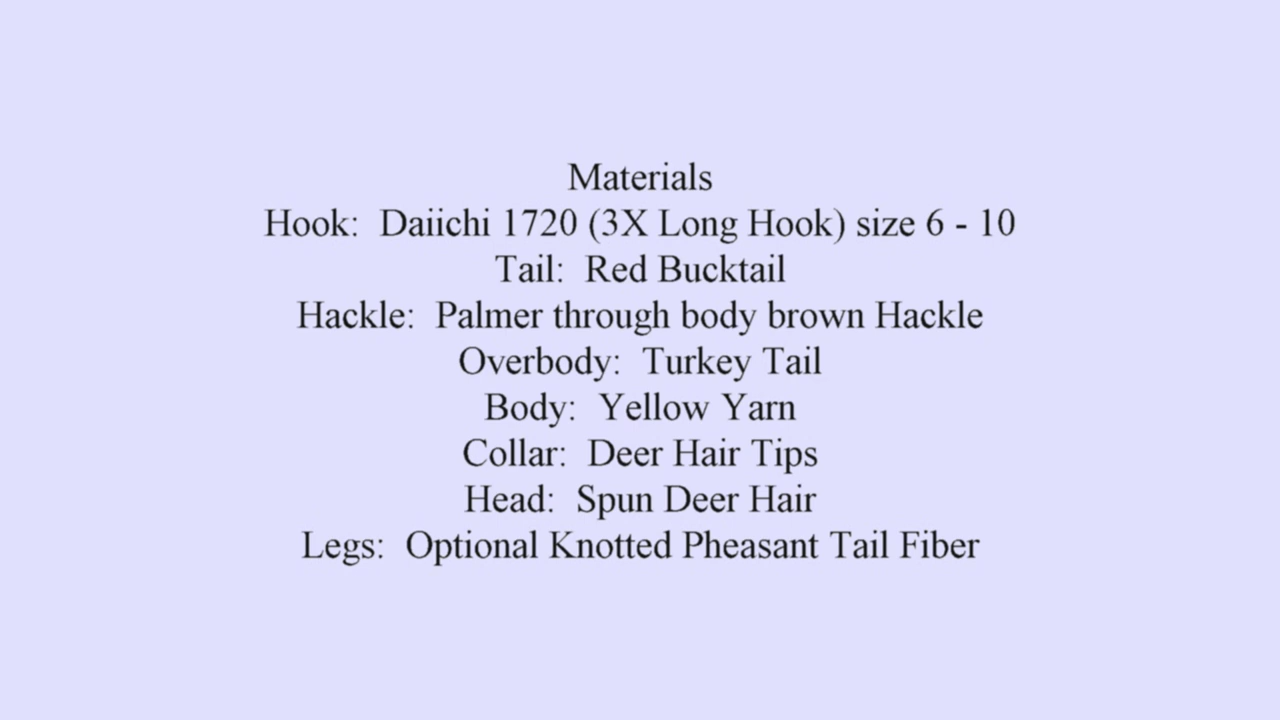 Materials
Hook:  Daiichi 1720 (3X Long Hook) size 6 - 10
Tail:  Red Bucktail
Hackle:  Palmer through body brown Hackle
Overbody:  Turkey Tail
Body:  Yellow Yarn
Collar:  Deer Hair Tips
Head:  Spun Deer Hair
Legs:  Optional Knotted Pheasant Tail Fiber